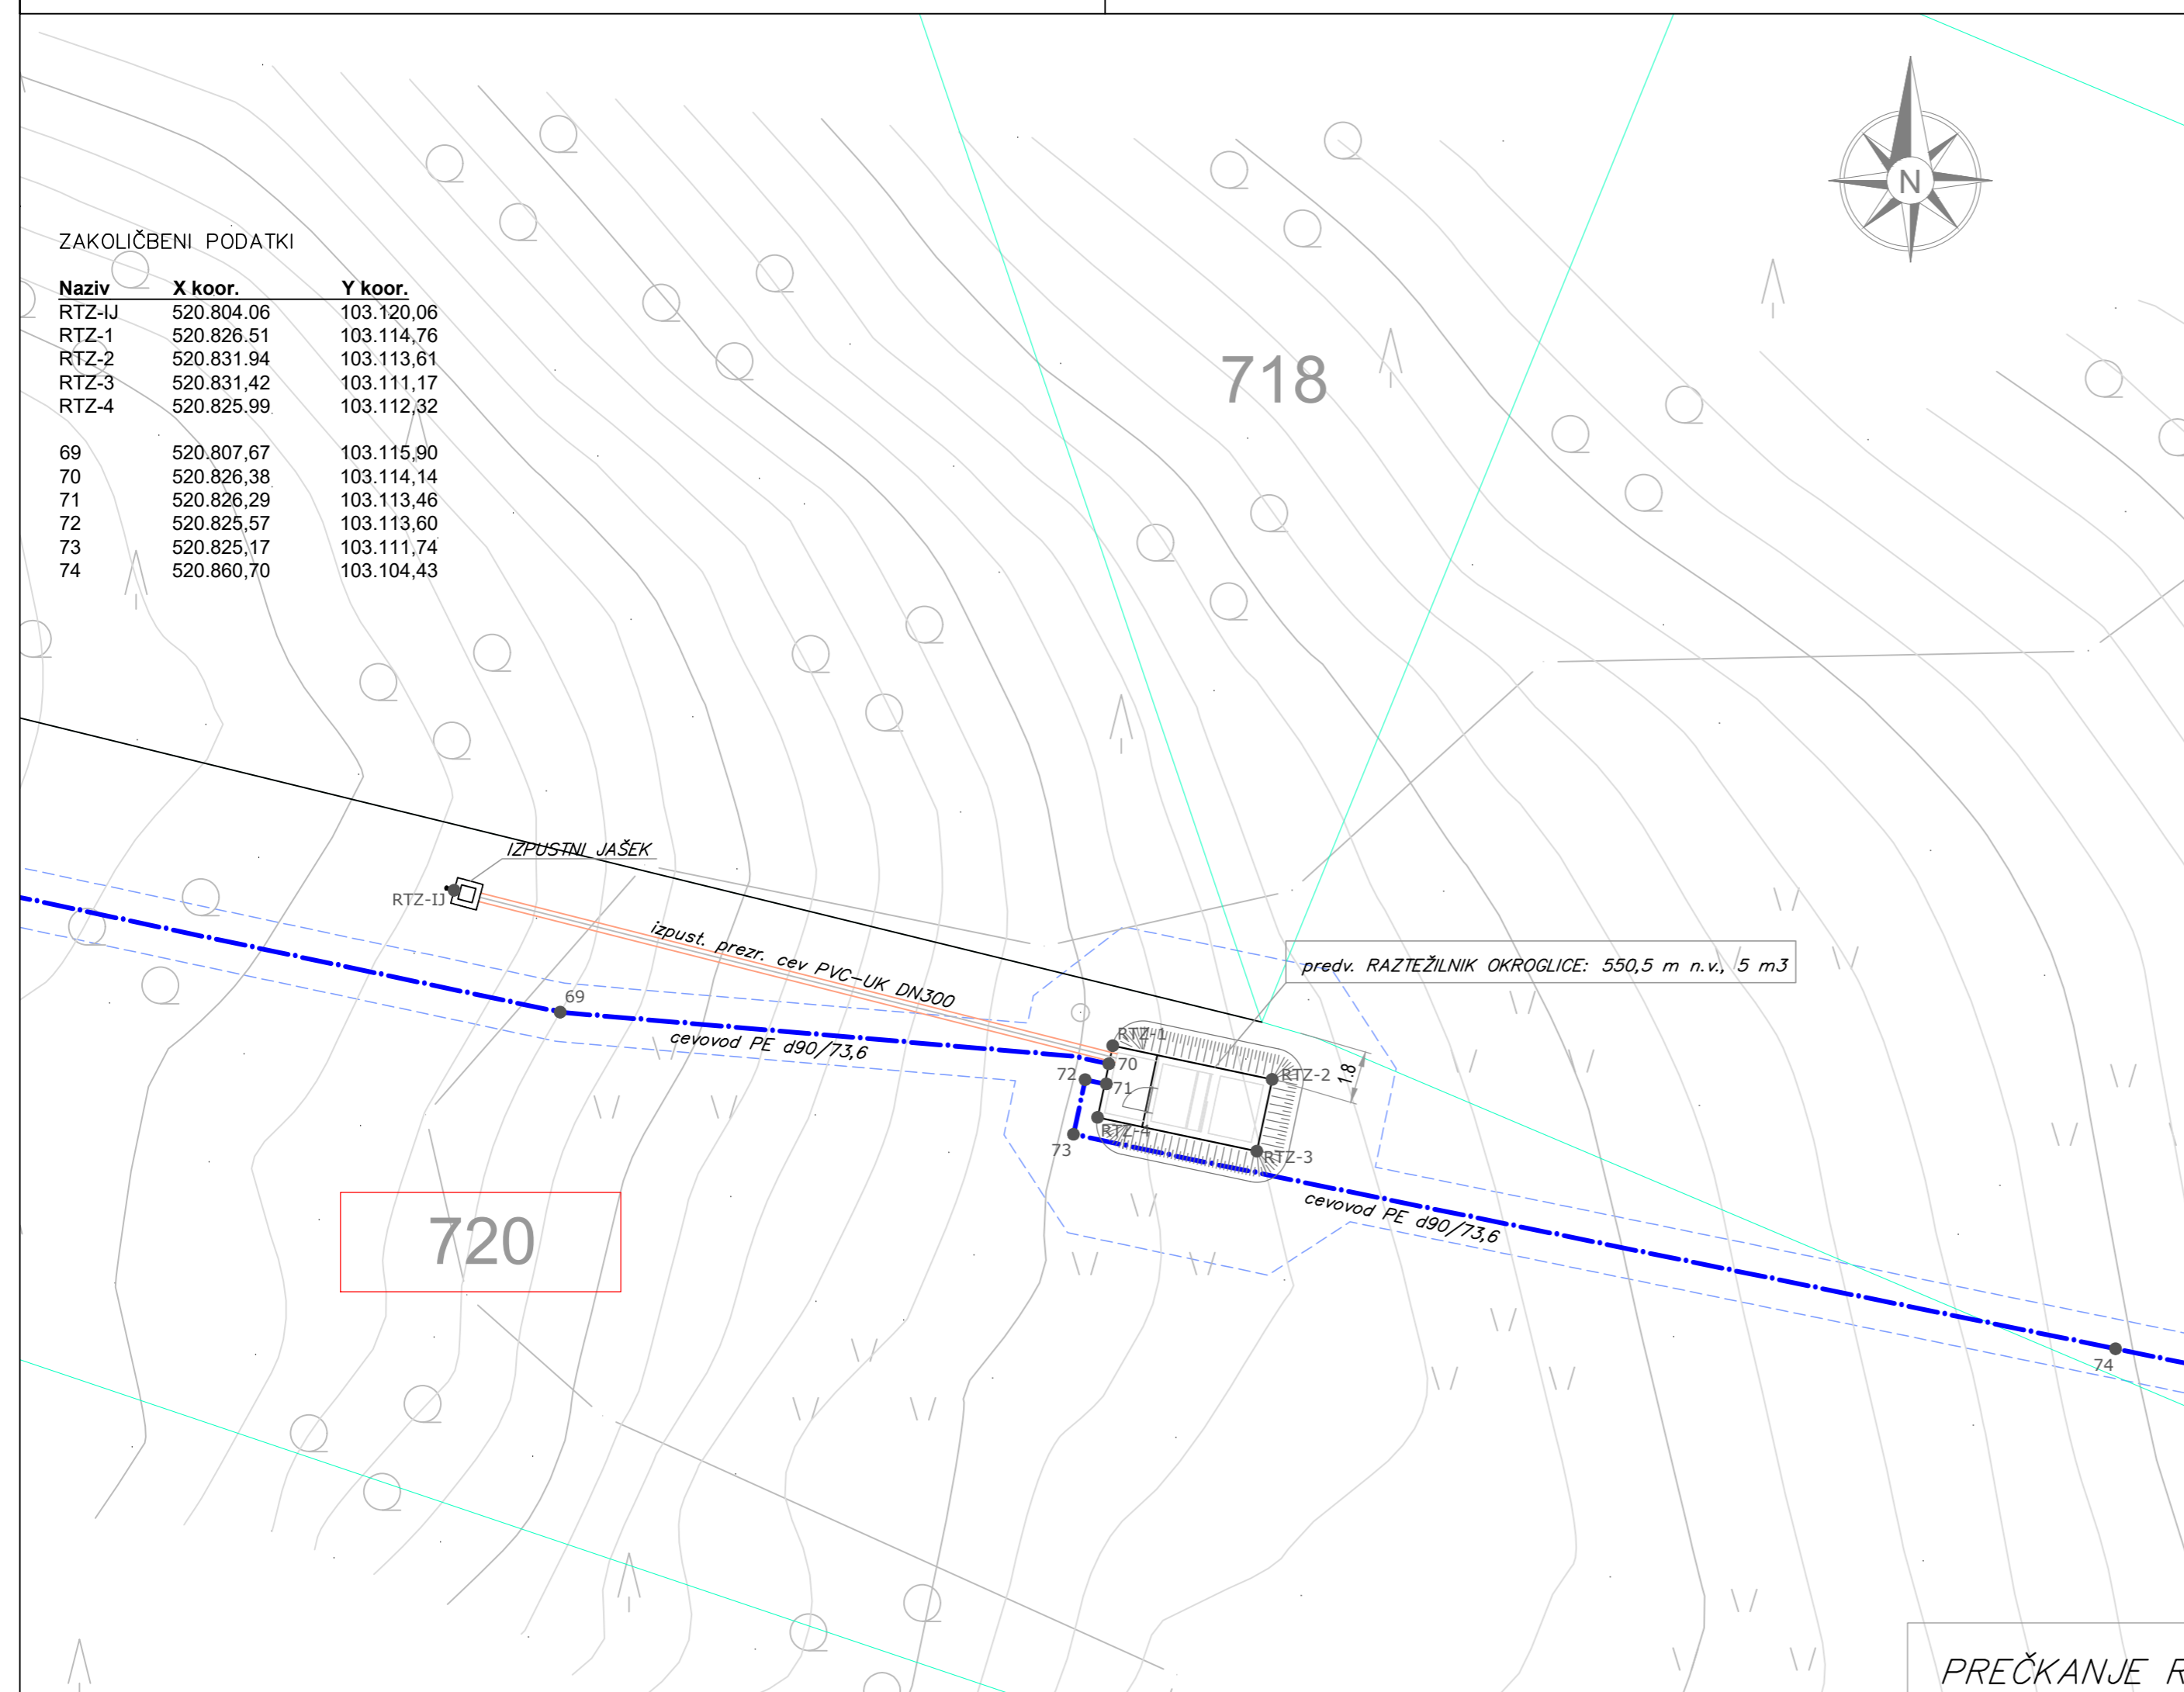 N
ZAKOLIČBENI PODATKI
Naziv X koor. Y koor.
RTZ-IJ 520.804.06 103.120,06
RTZ-1 520.826.51 103.114,76
RTZ-2 520.831.94 103.113,61
RTZ-3 520.831,42 103.111,17
RTZ-4 520.825.99 103.112,32
69 520.807,67 103.115,90
70 520.826,38 103.114,14
71 520.826,29 103.113,46
72 520.825,57 103.113,60
73 520.825,17 103.111,74
74 520.860,70 103.104,43
718
IZPUSTNI JAŠEK
RTZ-IJ
izpust. prezr. cev PVC-UK DN300
predv. RAZTEŽILNIK OKROGLICE: 550,5 m n.v., 5 m3
69
cevovod PE d90/73,6
RTZ-1
70
72
71
RTZ-2
1.8
RTZ-4
73
RTZ-3
cevovod PE d90/73,6
720
74
PREČKANJE R